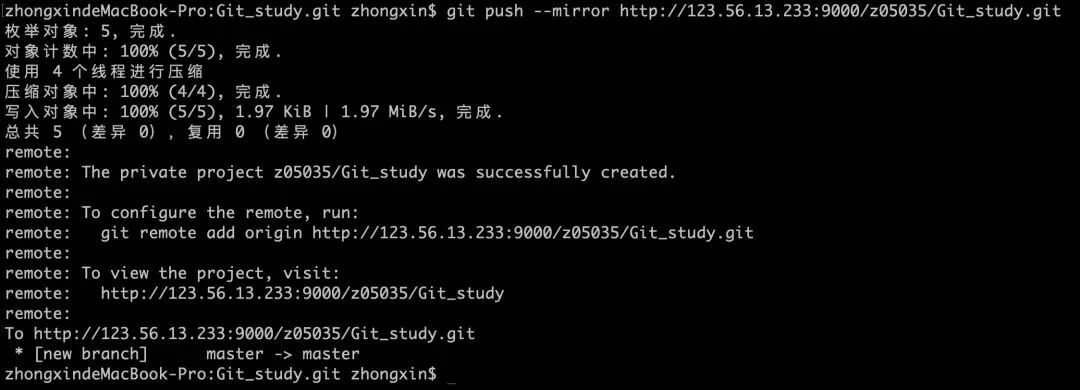 zhongxindeMacBook-Pro:Git_study.git zhongxin$ git push --mirror http://123.56.13.233:9000/z05035/Git_study.git
枚举对象: 5, 完成.
对象计数中: 100% (5/5), 完成.
使用 4 个线程进行压缩
压缩对象中: 100% (4/4), 完成.
写入对象中: 100% (5/5), 1.97 KiB | 1.97 MiB/s, 完成.
总共 5 （差异 0）, 复用 0 （差异 0）
remote:
remote: The private project z05035/Git_study was successfully created.
remote:
remote: To configure the remote, run:
remote:   git remote add origin http://123.56.13.233:9000/z05035/Git_study.git
remote:
remote: To view the project, visit:
remote:   http://123.56.13.233:9000/z05035/Git_study
remote:
To http://123.56.13.233:9000/z05035/Git_study.git
 * [new branch]      master -> master
zhongxindeMacBook-Pro:Git_study.git zhongxin$